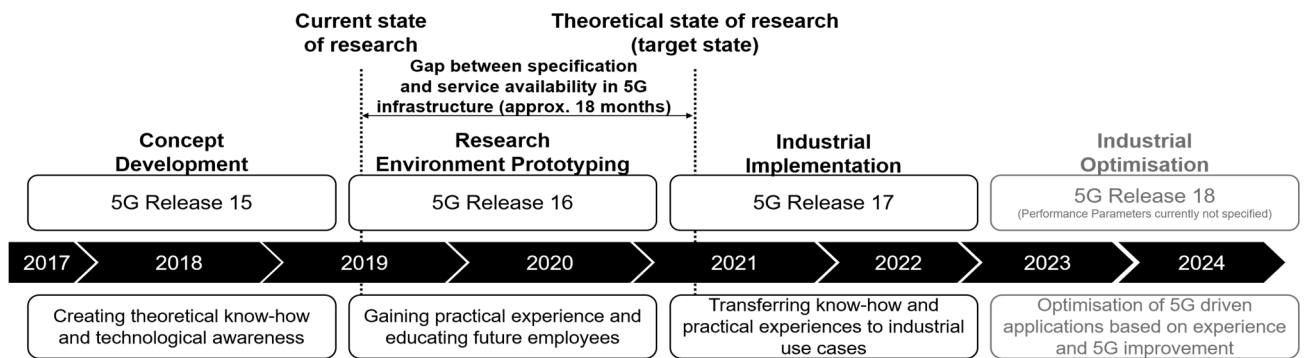 Current state
of research
Theoretical state of research
(target state)
Gap between specification
and service availability in 5G
infrastructure (approx. 18 months)
Concept
Development
Research
Environment Prototyping
Industrial
Implementation
Industrial
Optimisation
5G Release 15
5G Release 16
5G Release 17
5G Release 18
(Performance Parameters currently not specified)
2017
2018
2019
2020
2021
2022
2023
2024
Creating theoretical know-how
and technological awareness
Gaining practical experience and
educating future employees
Transferring know-how and
practical experiences to industrial
use cases
Optimisation of 5G driven
applications based on experience
and 5G improvement